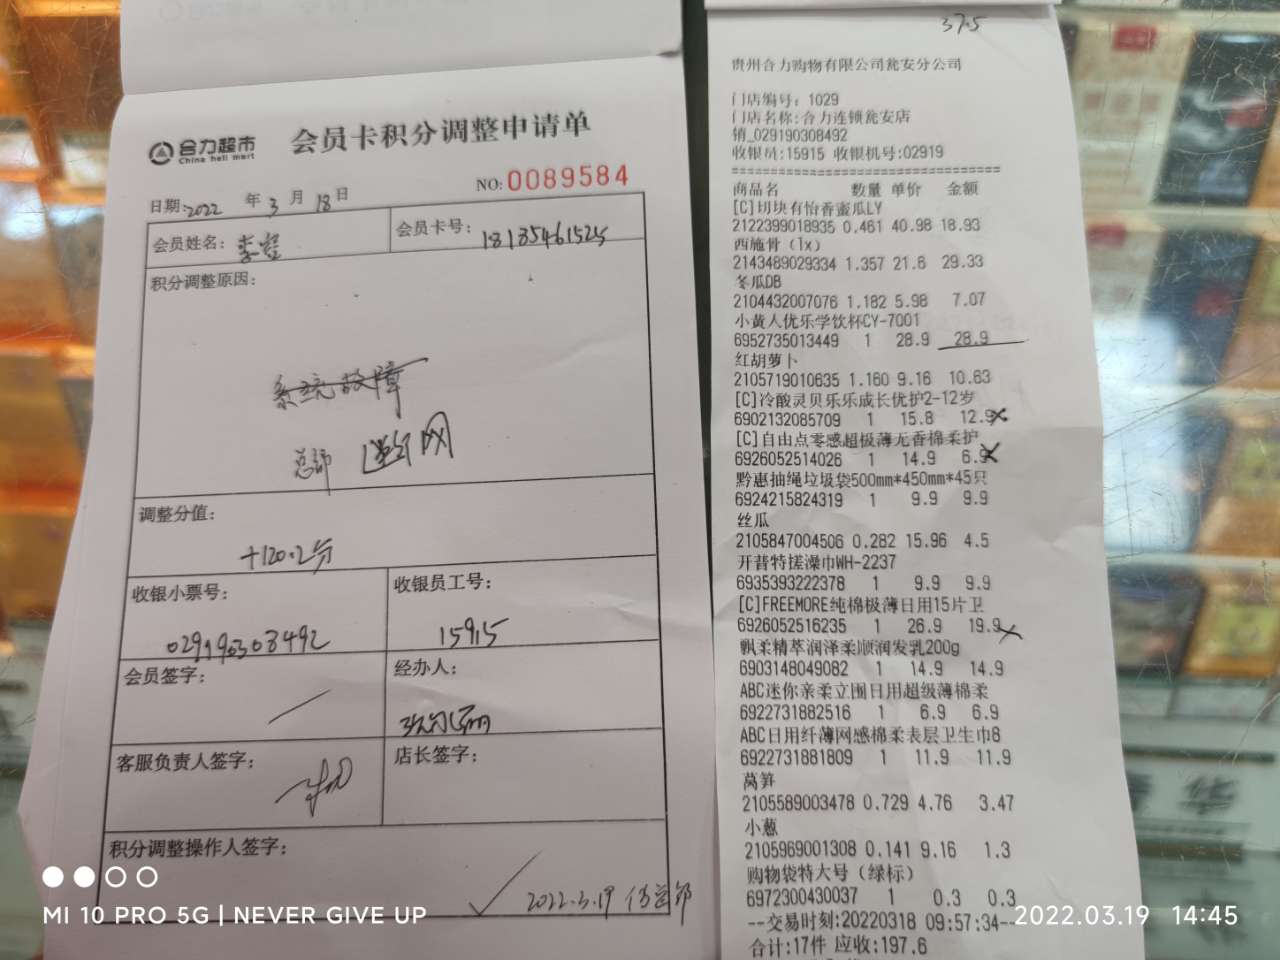 合力超市
China heli mart
会员卡积分调整申请单
NO: 0089584
日期: 2022 年 3 月 18 日
会员姓名:
会员卡号: 18185461525
积分调整原因:
系统故障
总部 断网
调整分值:
+120.2分
收银小票号:
029190308492
收银员工号:
15915
会员签字:
经办人:
客服负责人签字:
店长签字:
积分调整操作人签字:
2022.3.19
37.5
贵州合力购物有限公司瓮安分公司
门店编号: 1029
门店名称:合力连锁瓮安店
销_029190308492
收银员:15915 收银机号:02919
商品名 数量 单价 金额
[C]切块有怡香蜜瓜LY
2122399018935 0.461 40.98 18.93
西施骨(lx)
2143489029334 1.357 21.6 29.33
冬瓜DB
2104432007076 1.182 5.98 7.07
小黄人优乐学饮杯CY-7001
6952735013449 1 28.9 28.9
红胡萝卜
2105719010635 1.160 9.16 10.63
[C]冷酸灵贝乐乐成长优护2-12岁
6902132085709 1 15.8 12.9
[C]自由点零感超极薄无香棉柔护
6926052514026 1 14.9 6.9
黔惠抽绳垃圾袋500mm*450mm*45只
6924215824319 1 9.9 9.9
丝瓜
2105847004506 0.282 15.96 4.5
开普特搓澡巾WH-2237
6935393222378 1 9.9 9.9
[C]FREEMORE纯棉极薄日用15片卫
6926052516235 1 26.9 19.9
飘柔精萃润泽柔顺润发乳200g
6903148049082 1 14.9 14.9
ABC迷你亲柔立围日用超级薄棉柔
6922731882516 1 6.9 6.9
ABC日用纤薄网感棉柔表层卫生巾8
6922731881809 1 11.9 11.9
莴笋
2105589003478 0.729 4.76 3.47
小葱
2105969001308 0.141 9.16 1.3
购物袋特大号(绿标)
6972300430037 1 0.3 0.3
--交易时刻:20220318 09:57:34--
合计:17件 应收:197.6
MI 10 PRO 5G | NEVER GIVE UP
2022.03.19 14:45